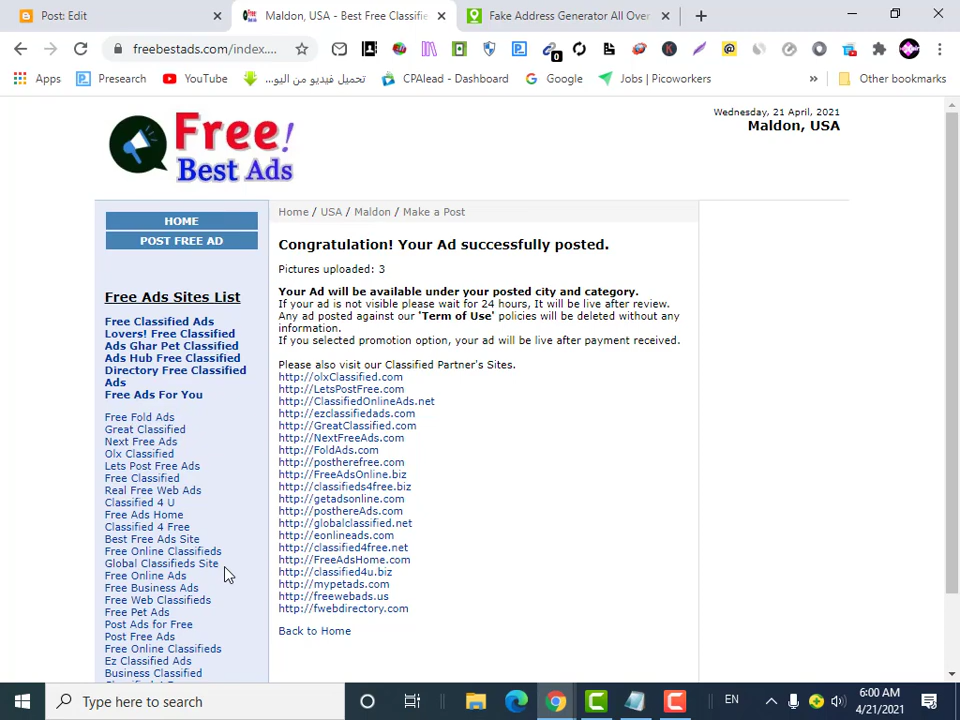 Post: Edit
Maldon, USA - Best Free Classifie
Fake Address Generator All Over
freebestads.com/index....
0
Apps
Presearch
YouTube
تحميل فيديو من اليو...
CPAlead - Dashboard
Google
Jobs | Picoworkers
»
Other bookmarks
Free!
Best Ads
Wednesday, 21 April, 2021
Maldon, USA
HOME
POST FREE AD
Free Ads Sites List
Free Classified Ads
Lovers! Free Classified
Ads Ghar Pet Classified
Ads Hub Free Classified
Directory Free Classified
Ads
Free Ads For You
Free Fold Ads
Great Classified
Next Free Ads
Olx Classified
Lets Post Free Ads
Free Classified
Real Free Web Ads
Classified 4 U
Free Ads Home
Classified 4 Free
Best Free Ads Site
Free Online Classifieds
Global Classifieds Site
Free Online Ads
Free Business Ads
Free Web Classifieds
Free Pet Ads
Post Ads for Free
Post Free Ads
Free Online Classifieds
Ez Classified Ads
Business Classified
Home / USA / Maldon / Make a Post
Congratulation! Your Ad successfully posted.
Pictures uploaded: 3
Your Ad will be available under your posted city and category.
If your ad is not visible please wait for 24 hours, It will be live after review.
Any ad posted against our 'Term of Use' policies will be deleted without any
information.
If you selected promotion option, your ad will be live after payment received.
Please also visit our Classified Partner's Sites.
http://olxClassified.com
http://LetsPostFree.com
http://ClassifiedOnlineAds.net
http://ezclassifiedads.com
http://GreatClassified.com
http://NextFreeAds.com
http://FoldAds.com
http://postherefree.com
http://FreeAdsOnline.biz
http://classifieds4free.biz
http://getadsonline.com
http://posthereAds.com
http://globalclassified.net
http://eonlineads.com
http://classified4free.net
http://FreeAdsHome.com
http://classified4u.biz
http://mypetads.com
http://freewebads.us
http://fwebdirectory.com
Back to Home
Type here to search
EN
6:00 AM
4/21/2021